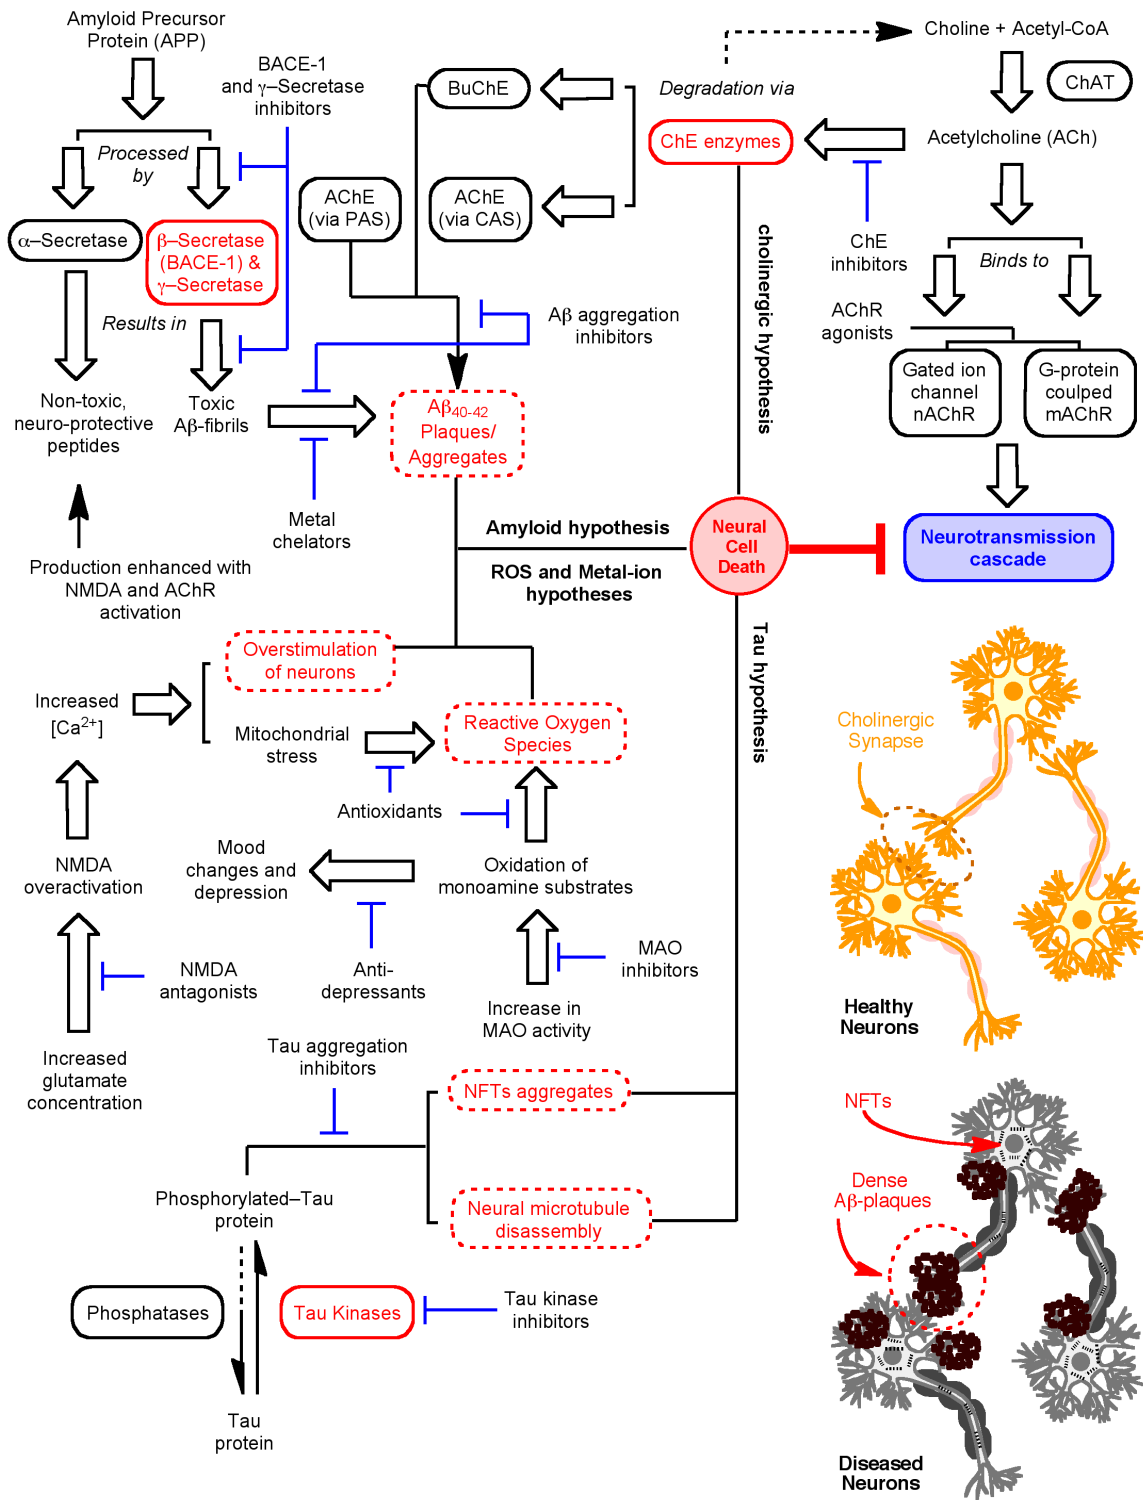 Amyloid Precursor
Protein (APP)
BACE-1
and γ–Secretase
inhibitors
Processed
by
α–Secretase
β–Secretase
(BACE-1) &
γ–Secretase
Results in
Non-toxic,
neuro-protective
peptides
Toxic
Aβ-fibrils
Production enhanced with
NMDA and AChR
activation
BuChE
AChE
(via PAS)
AChE
(via CAS)
Aβ aggregation
inhibitors
Aβ40-42
Plaques/
Aggregates
Metal
chelators
Degradation via
ChE enzymes
Choline + Acetyl-CoA
ChAT
Acetylcholine (ACh)
ChE
inhibitors
Binds to
AChR
agonists
Gated ion
channel
nAChR
G-protein
coulped
mAChR
cholinergic hypothesis
Amyloid hypothesis
ROS and Metal-ion
hypotheses
Neural
Cell
Death
Neurotransmission
cascade
Tau hypothesis
Overstimulation
of neurons
Increased
[Ca2+]
Mitochondrial
stress
Reactive Oxygen
Species
Antioxidants
Mood
changes and
depression
Oxidation of
monoamine substrates
NMDA
overactivation
NMDA
antagonists
Anti-
depressants
MAO
inhibitors
Increase in
MAO activity
Increased
glutamate
concentration
Tau aggregation
inhibitors
NFTs aggregates
Phosphorylated–Tau
protein
Neural microtubule
disassembly
Phosphatases
Tau Kinases
Tau kinase
inhibitors
Tau
protein
Cholinergic
Synapse
Healthy
Neurons
NFTs
Dense
Aβ-plaques
Diseased
Neurons